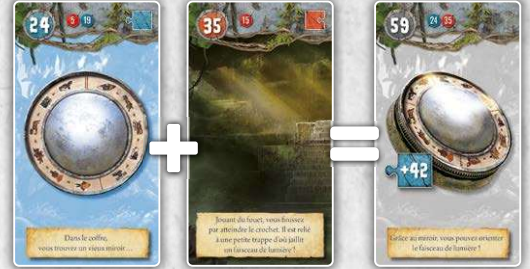 24 5 19
Dans le coffre,
vous trouvez un vieux miroir…
+
35 15
Jouant du fouet, vous finissez
par atteindre le crochet. Il est relié
à une petite trappe d'où jaillit
un faisceau de lumière !
=
59 24 35
+42
Grâce au miroir, vous pouvez orienter
le faisceau de lumière !